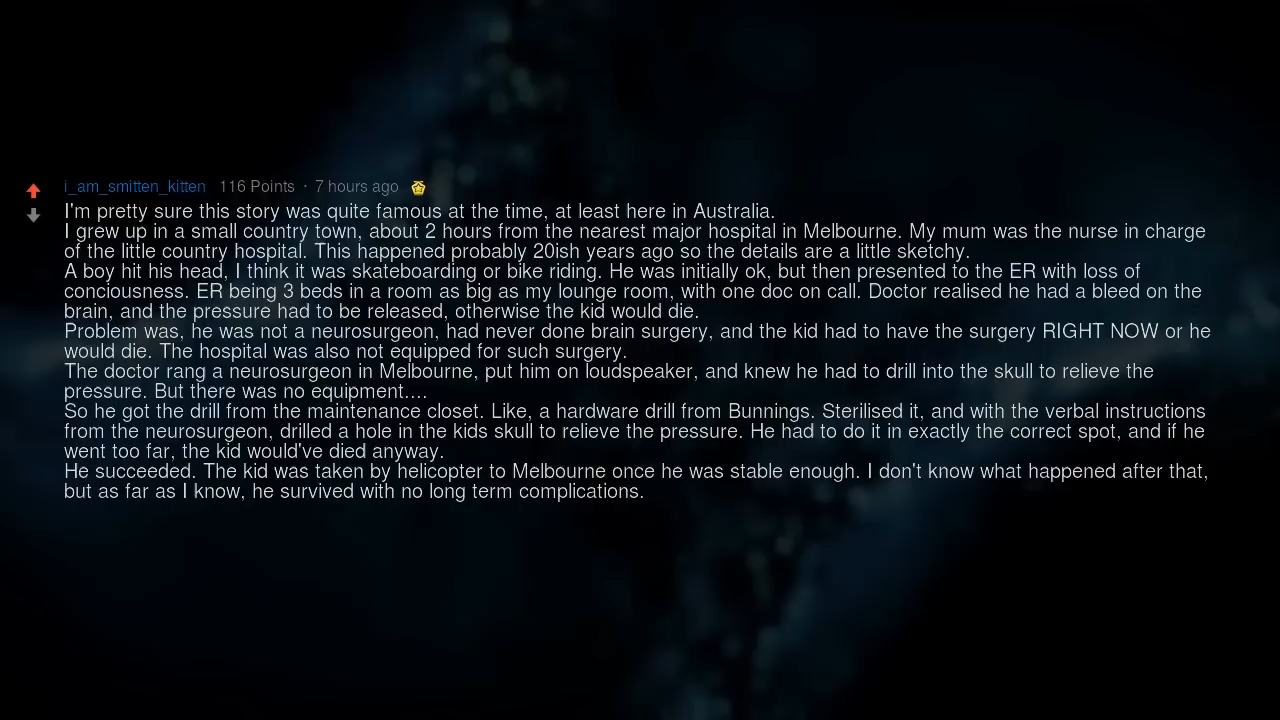 i_am_smitten_kitten 116 Points · 7 hours ago
I'm pretty sure this story was quite famous at the time, at least here in Australia.
I grew up in a small country town, about 2 hours from the nearest major hospital in Melbourne. My mum was the nurse in charge
of the little country hospital. This happened probably 20ish years ago so the details are a little sketchy.
A boy hit his head, I think it was skateboarding or bike riding. He was initially ok, but then presented to the ER with loss of
conciousness. ER being 3 beds in a room as big as my lounge room, with one doc on call. Doctor realised he had a bleed on the
brain, and the pressure had to be released, otherwise the kid would die.
Problem was, he was not a neurosurgeon, had never done brain surgery, and the kid had to have the surgery RIGHT NOW or he
would die. The hospital was also not equipped for such surgery.
The doctor rang a neurosurgeon in Melbourne, put him on loudspeaker, and knew he had to drill into the skull to relieve the
pressure. But there was no equipment....
So he got the drill from the maintenance closet. Like, a hardware drill from Bunnings. Sterilised it, and with the verbal instructions
from the neurosurgeon, drilled a hole in the kids skull to relieve the pressure. He had to do it in exactly the correct spot, and if he
went too far, the kid would've died anyway.
He succeeded. The kid was taken by helicopter to Melbourne once he was stable enough. I don't know what happened after that,
but as far as I know, he survived with no long term complications.